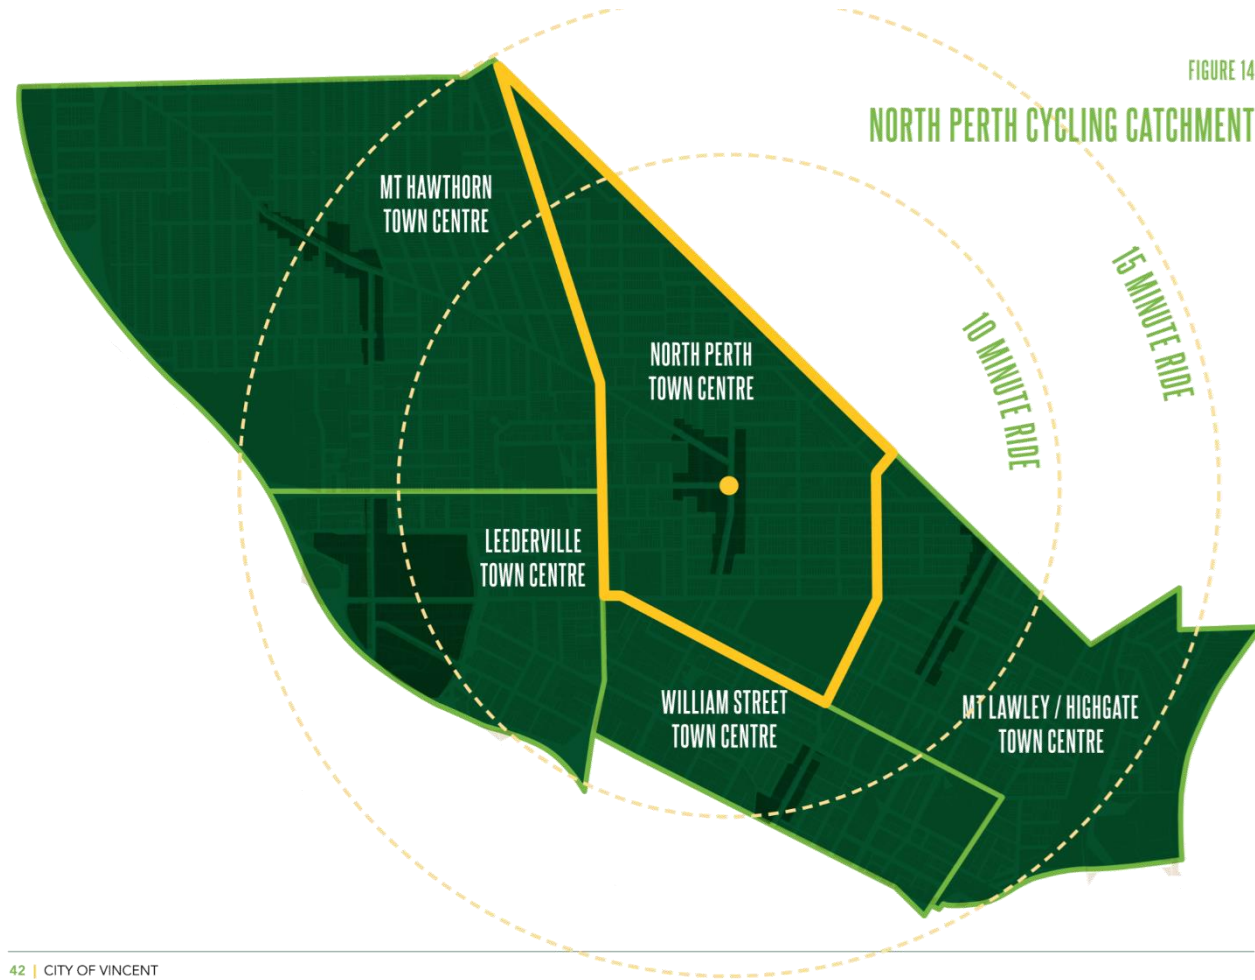 FIGURE 14
NORTH PERTH CYCLING CATCHMENT
MT HAWTHORN
TOWN CENTRE
15 MINUTE RIDE
10 MINUTE RIDE
NORTH PERTH
TOWN CENTRE
LEEDERVILLE
TOWN CENTRE
WILLIAM STREET
TOWN CENTRE
MT LAWLEY / HIGHGATE
TOWN CENTRE
42 | CITY OF VINCENT